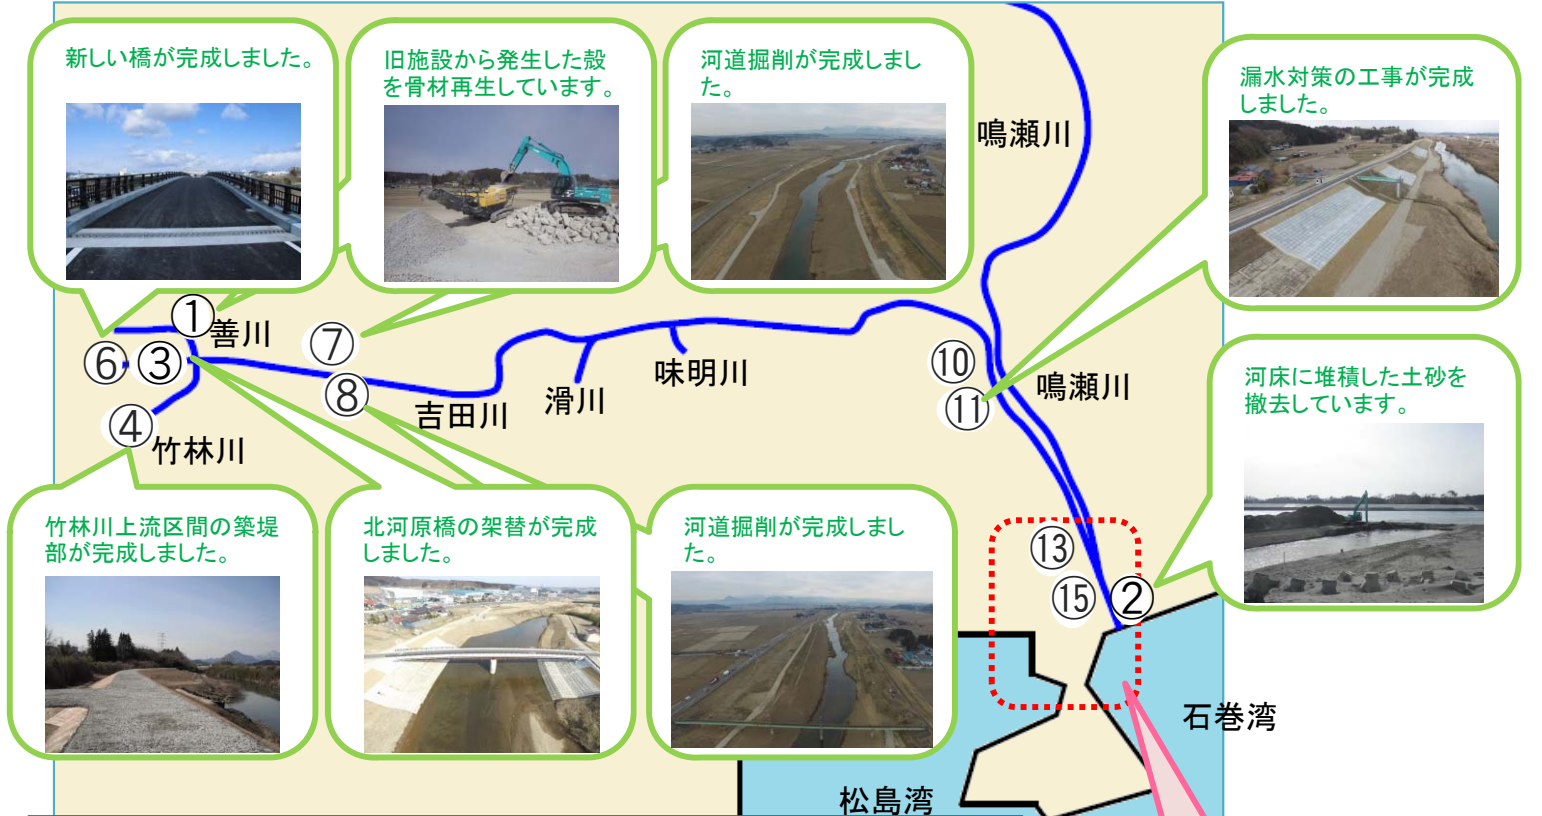 新しい橋が完成しました。
旧施設から発生した殻
を骨材再生しています。
河道掘削が完成しまし
た。
漏水対策の工事が完成
しました。
鳴瀬川
①
善川
⑦
⑥
③
⑧
④
竹林川
吉田川
滑川
味明川
⑩
⑪
鳴瀬川
河床に堆積した土砂を
撤去しています。
竹林川上流区間の築堤
部が完成しました。
北河原橋の架替が完成
しました。
河道掘削が完成しまし
た。
⑬
⑮
②
石巻湾
松島湾